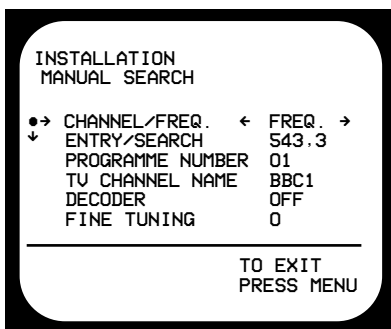 INSTALLATION
MANUAL SEARCH
●→ CHANNEL/FREQ. ← FREQ. →
↓ ENTRY/SEARCH 543,3
PROGRAMME NUMBER 01
TV CHANNEL NAME BBC1
DECODER OFF
FINE TUNING 0
TO EXIT
PRESS MENU